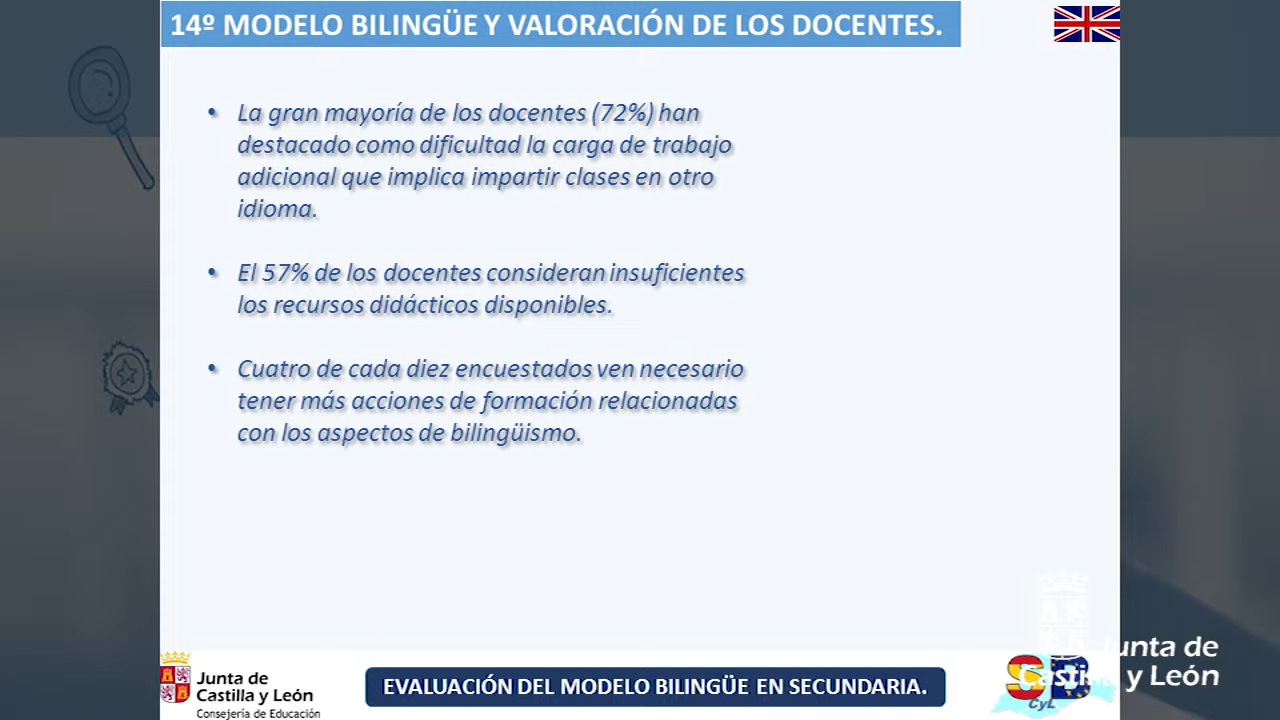 14º MODELO BILINGÜE Y VALORACIÓN DE LOS DOCENTES.
• La gran mayoría de los docentes (72%) han
destacado como dificultad la carga de trabajo
adicional que implica impartir clases en otro
idioma.
• El 57% de los docentes consideran insuficientes
los recursos didácticos disponibles.
• Cuatro de cada diez encuestados ven necesario
tener más acciones de formación relacionadas
con los aspectos de bilingüismo.
Junta de
Castilla y León
Consejería de Educación
EVALUACIÓN DEL MODELO BILINGÜE EN SECUNDARIA.
CyL
Junta de
Castilla y León